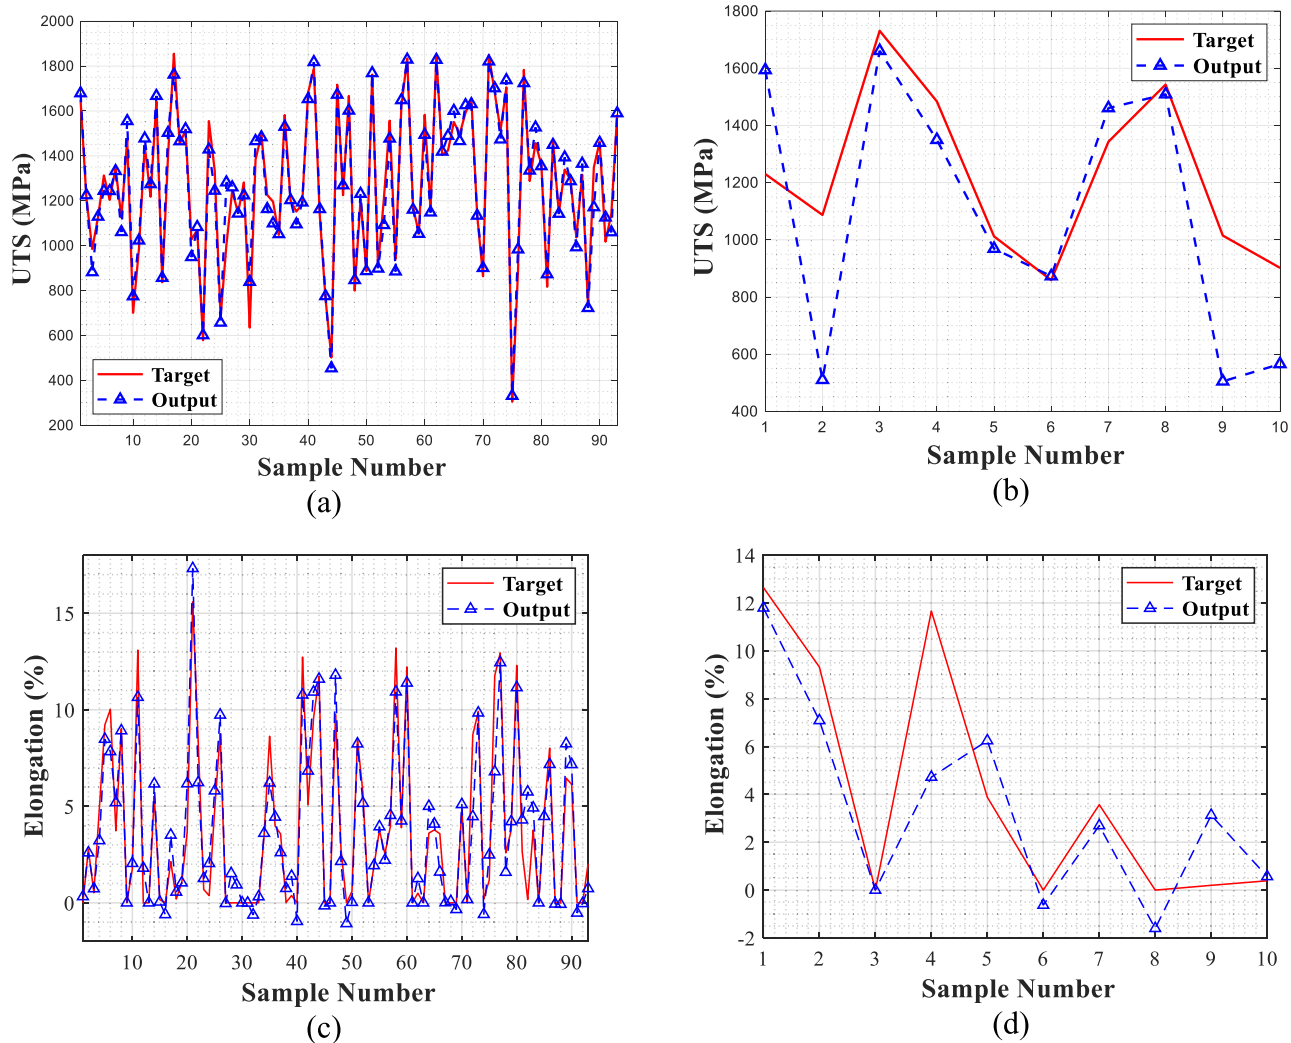 2000
1800
1600
1400
1200
1000
800
600
400
200
UTS (MPa)
Target
Output
10 20 30 40 50 60 70 80 90
Sample Number
(a)
1800
1600
1400
1200
1000
800
600
400
UTS (MPa)
Target
Output
1 2 3 4 5 6 7 8 9 10
Sample Number
(b)
15
10
5
0
Elongation (%)
Target
Output
10 20 30 40 50 60 70 80 90
Sample Number
(c)
14
12
10
8
6
4
2
0
-2
Elongation (%)
Target
Output
1 2 3 4 5 6 7 8 9 10
Sample Number
(d)